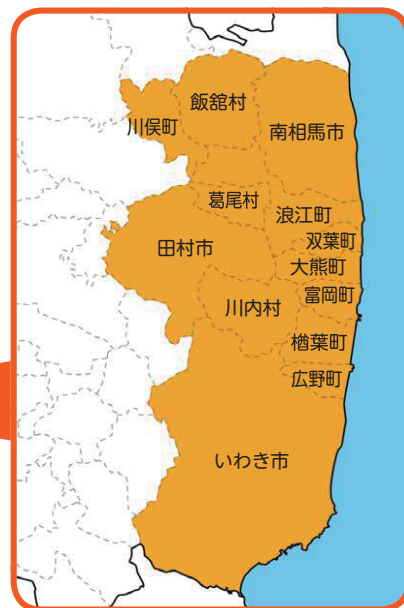 飯舘村
川俣町
南相馬市
葛尾村
浪江町
双葉町
田村市
大熊町
富岡町
川内村
楢葉町
広野町
いわき市